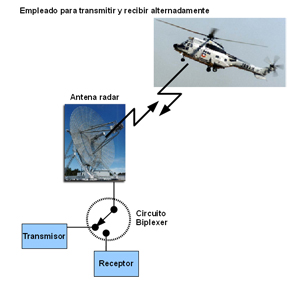 Empleado para transmitir y recibir alternadamente
Antena radar
Circuito
Biplexer
Transmisor
Receptor